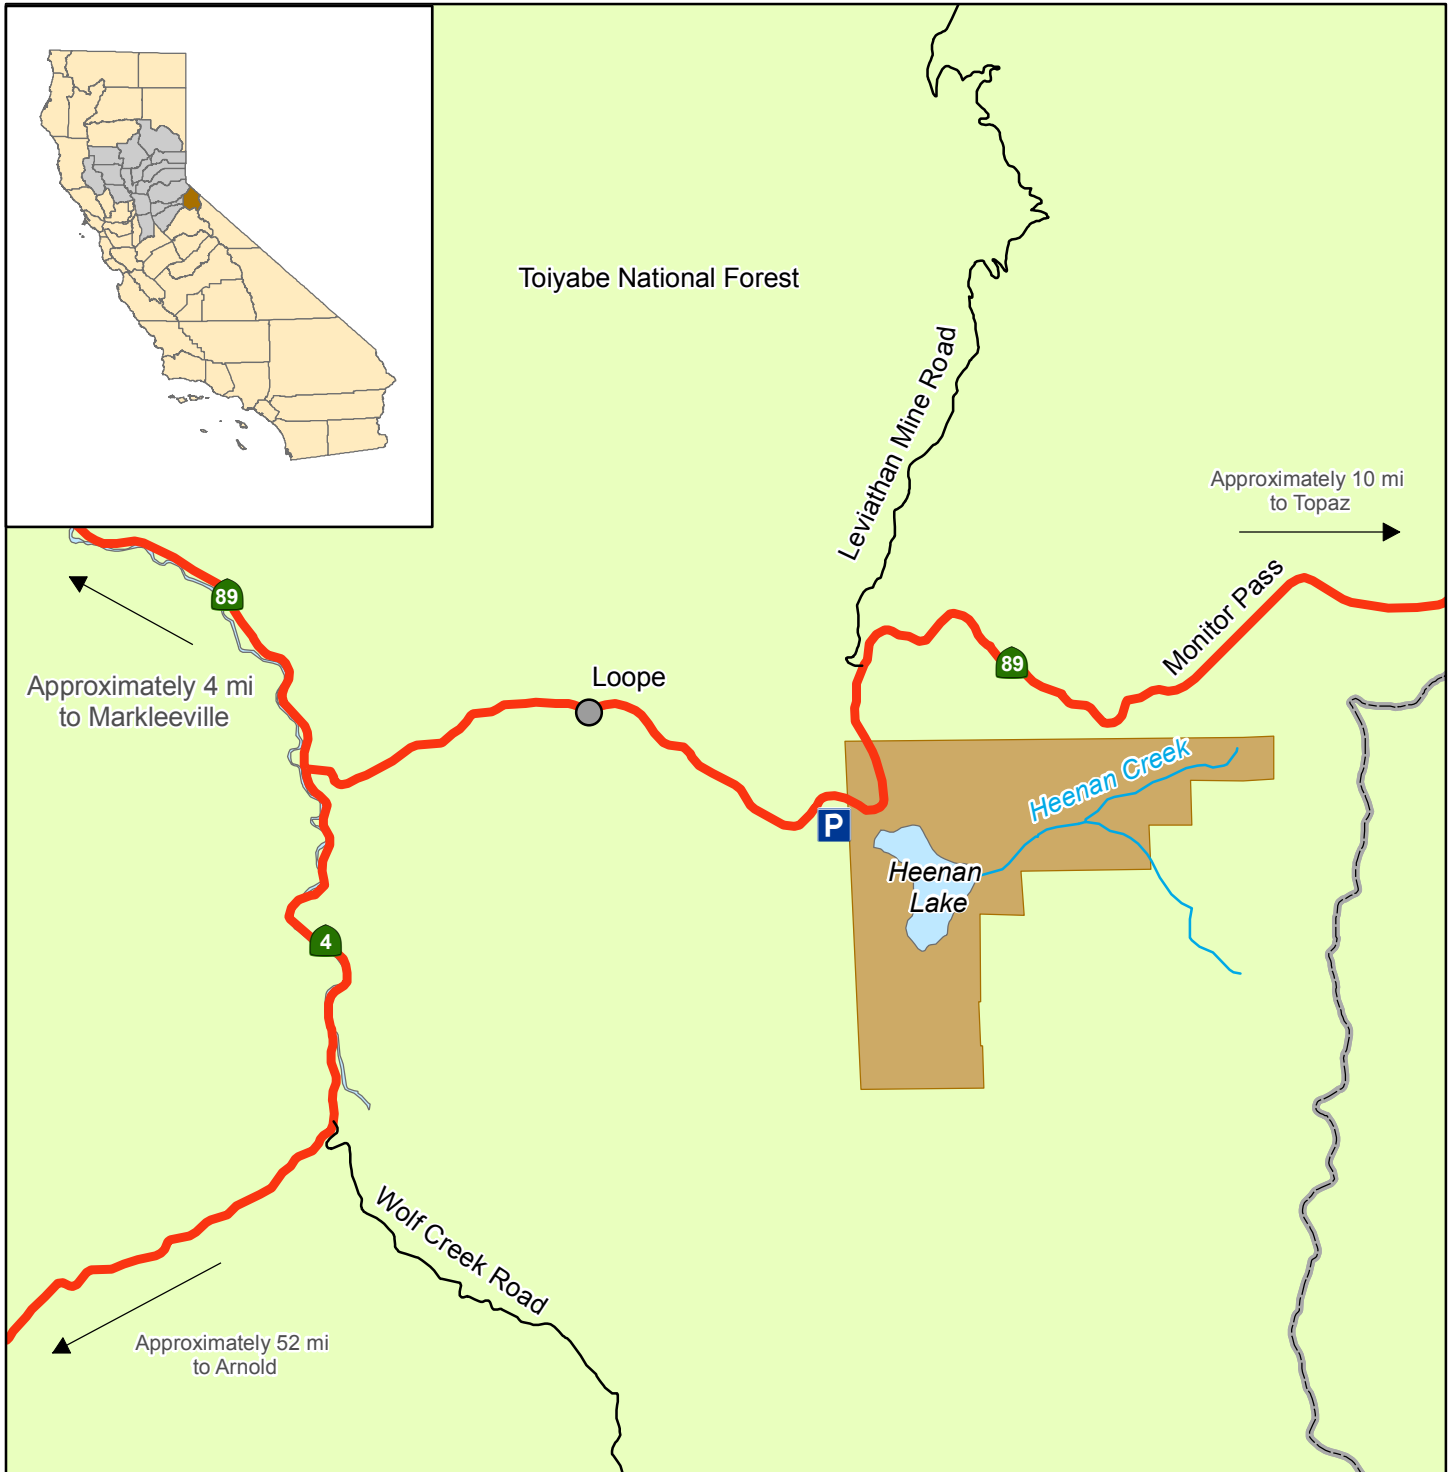 Toiyabe National Forest
Leviathan Mine Road
Approximately 10 mi
to Topaz
Monitor Pass
89
89
Approximately 4 mi
to Markleeville
Loope
P
Heenan Creek
Heenan
Lake
4
Wolf Creek Road
Approximately 52 mi
to Arnold